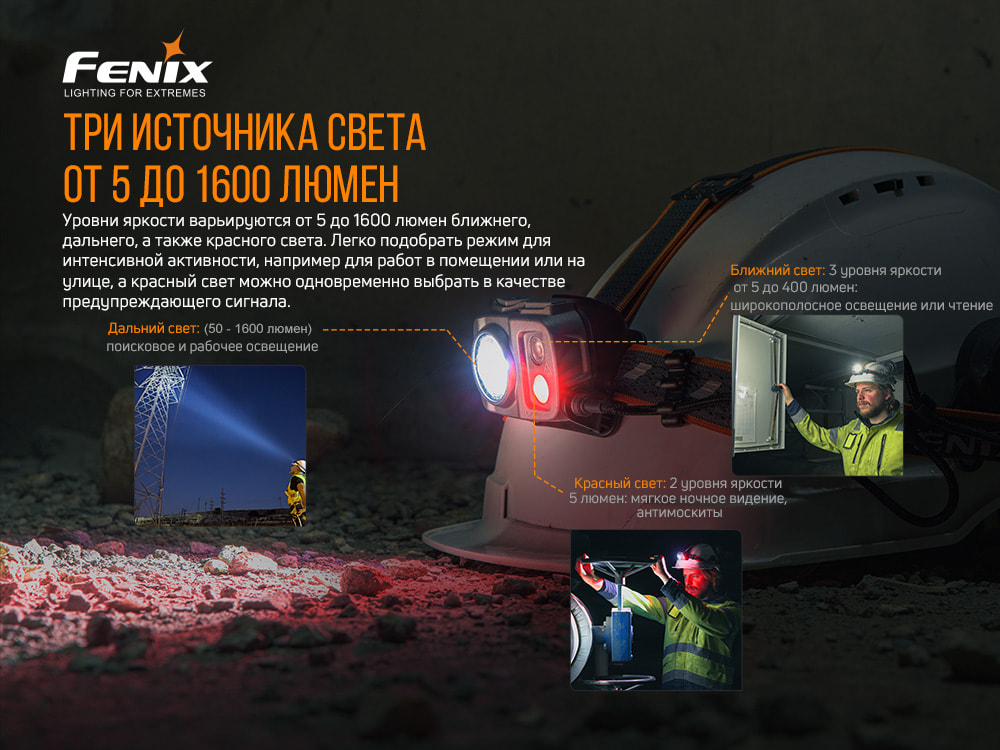 FENIX
LIGHTING FOR EXTREMES
ТРИ ИСТОЧНИКА СВЕТА
ОТ 5 ДО 1600 ЛЮМЕН
Уровни яркости варьируются от 5 до 1600 люмен ближнего,
дальнего, а также красного света. Легко подобрать режим для
интенсивной активности, например для работ в помещении или на
улице, а красный свет можно одновременно выбрать в качестве
предупреждающего сигнала.
Дальний свет: (50 - 1600 люмен)
поисковое и рабочее освещение
Ближний свет: 3 уровня яркости
от 5 до 400 люмен:
широкополосное освещение или чтение
FENIX
Красный свет: 2 уровня яркости
5 люмен: мягкое ночное видение,
антимоскиты